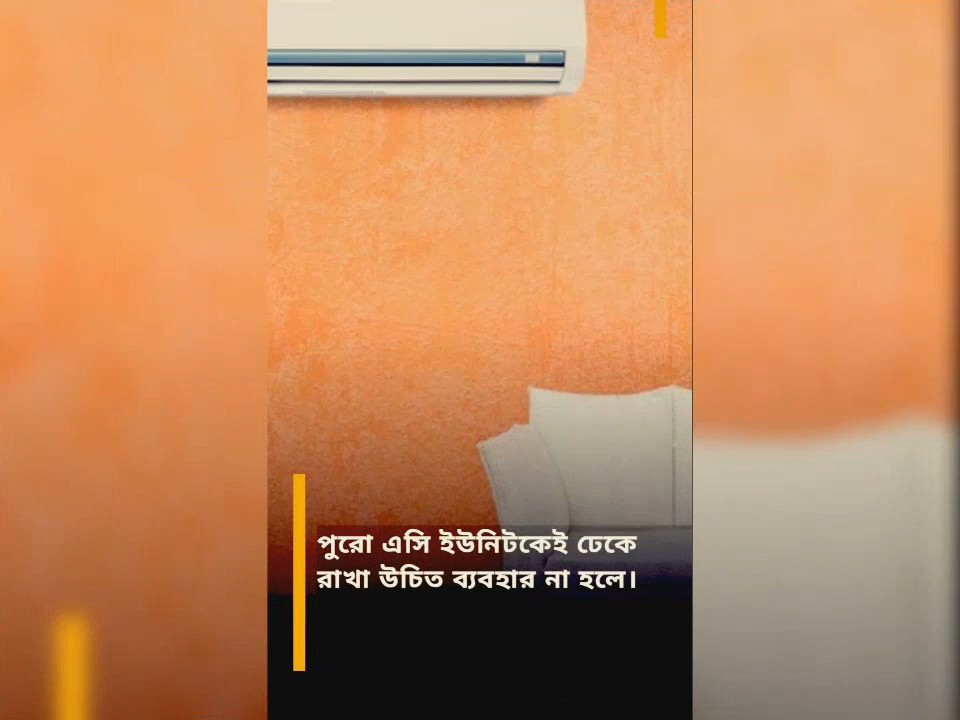 পুরো এসি ইউনিটকেই ঢেকে
রাখা উচিত ব্যবহার না হলে।